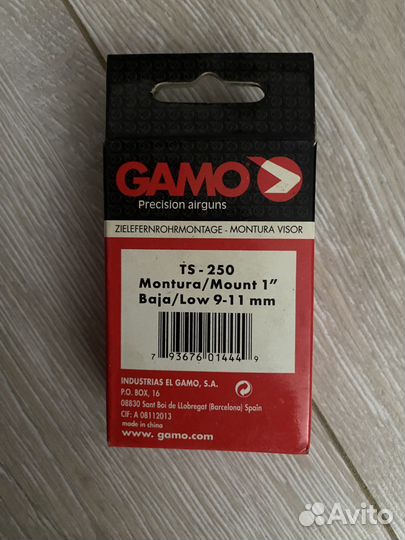 GAMO
Precision airguns
ZIELEFERNROHRMONTAGE - MONTURA VISOR
TS - 250
Montura/Mount 1”
Baja/Low 9-11 mm
7 93676 01444 9
INDUSTRIAS EL GAMO, S.A.
P.O. BOX, 16
08830 Sant Boi de LLobregat (Barcelona) Spain
CIF: A 08112013
made in china
www. gamo.com
Avito